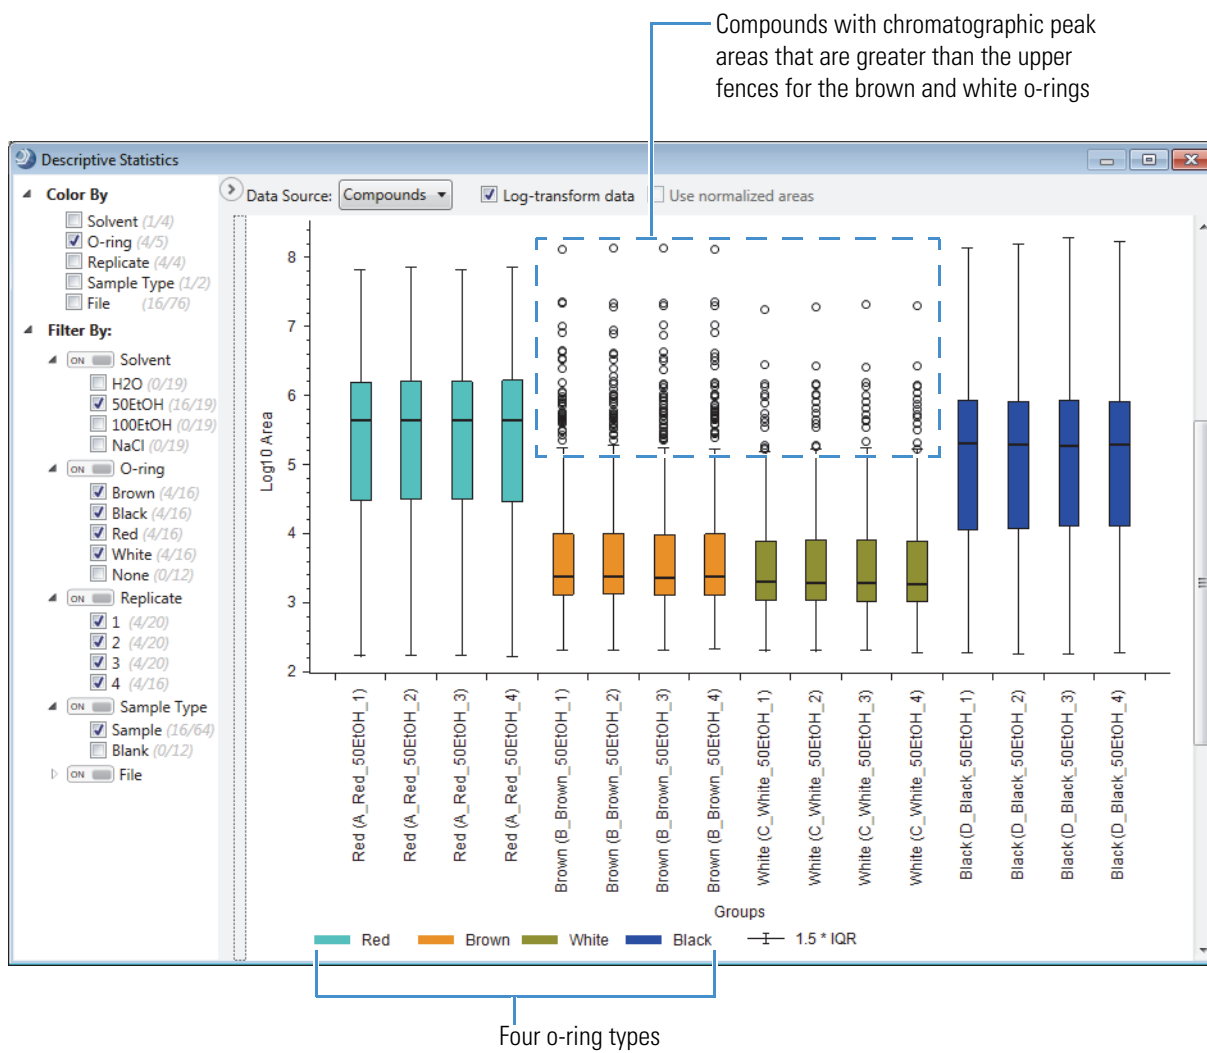 Compounds with chromatographic peak
areas that are greater than the upper
fences for the brown and white o-rings
Descriptive Statistics
Color By
Solvent (1/4)
O-ring (4/5)
Replicate (4/4)
Sample Type (1/2)
File (16/76)
Filter By:
ON Solvent
H2O (0/19)
50EtOH (16/19)
100EtOH (0/19)
NaCl (0/19)
ON O-ring
Brown (4/16)
Black (4/16)
Red (4/16)
White (4/16)
None (0/12)
ON Replicate
1 (4/20)
2 (4/20)
3 (4/20)
4 (4/16)
ON Sample Type
Sample (16/64)
Blank (0/12)
ON File
Data Source: Compounds Log-transform data Use normalized areas
Log10 Area
8
7
6
5
4
3
2
Red (A_Red_50EtOH_1)
Red (A_Red_50EtOH_2)
Red (A_Red_50EtOH_3)
Red (A_Red_50EtOH_4)
Brown (B_Brown_50EtOH_1)
Brown (B_Brown_50EtOH_2)
Brown (B_Brown_50EtOH_3)
Brown (B_Brown_50EtOH_4)
White (C_White_50EtOH_1)
White (C_White_50EtOH_2)
White (C_White_50EtOH_3)
White (C_White_50EtOH_4)
Black (D_Black_50EtOH_1)
Black (D_Black_50EtOH_2)
Black (D_Black_50EtOH_3)
Black (D_Black_50EtOH_4)
Groups
Red Brown White Black 1.5 * IQR
Four o-ring types